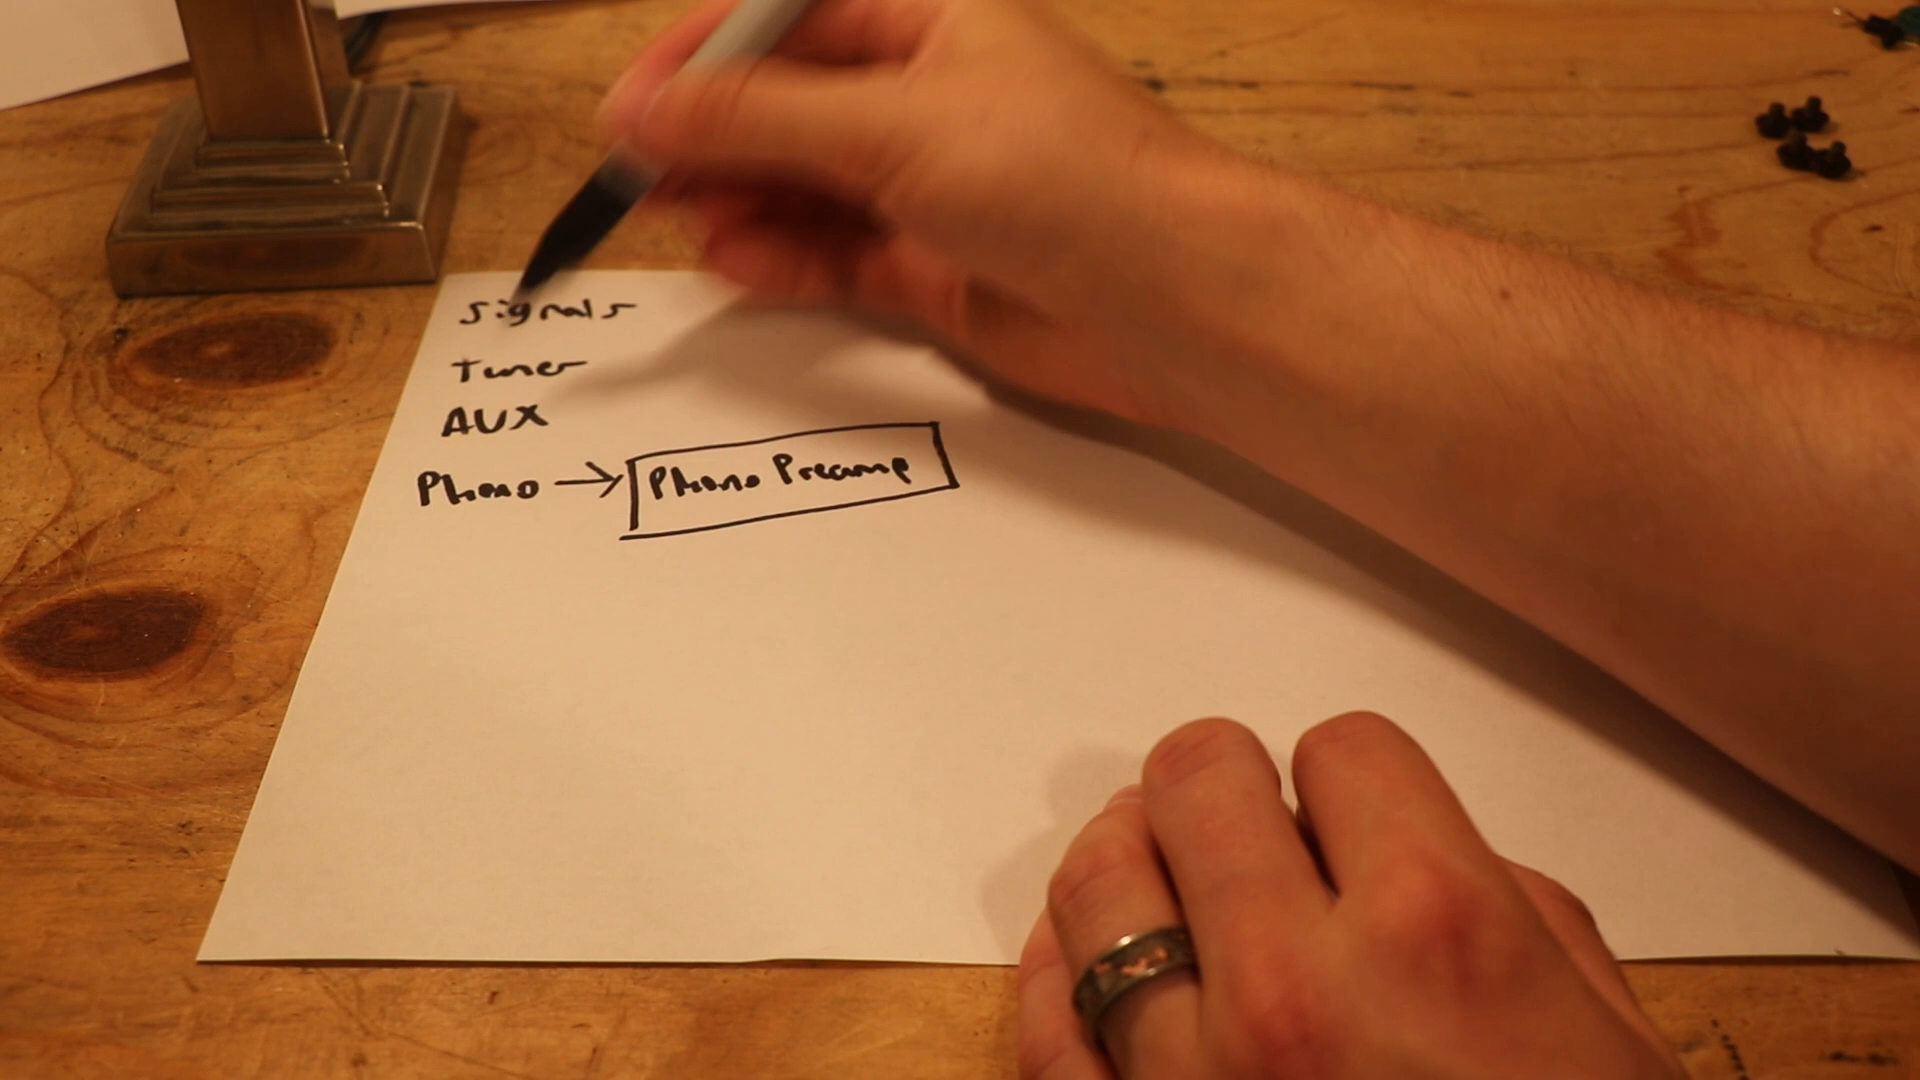 Signals
Tuner
AUX
Phono → Phono Preamp